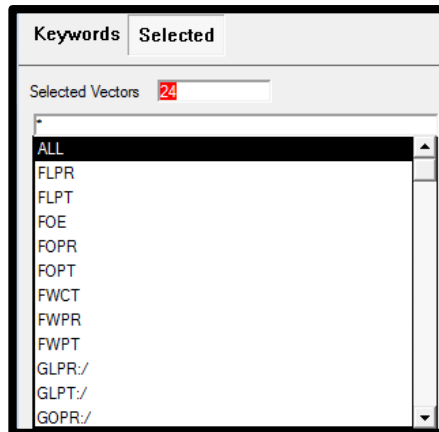 Keywords Selected
Selected Vectors 24
*
ALL
FLPR
FLPT
FOE
FOPR
FOPT
FWCT
FWPR
FWPT
GLPR:/
GLPT:/
GOPR:/